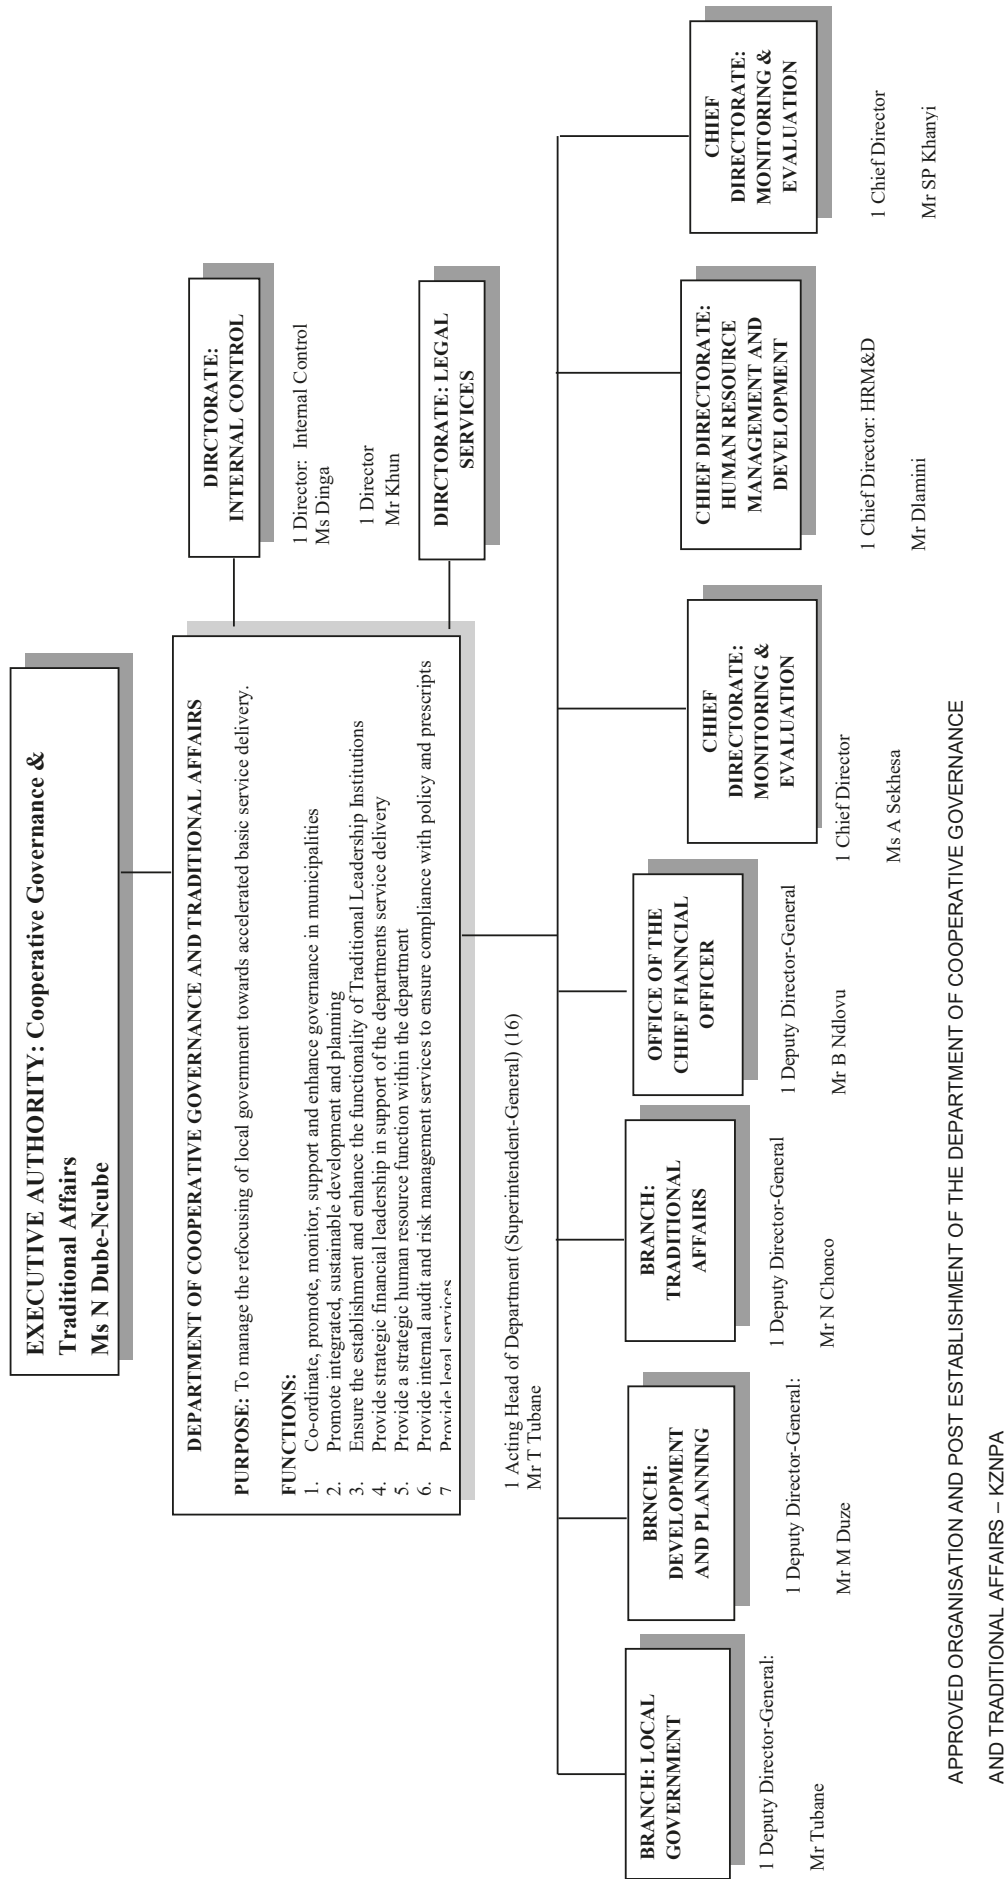 EXECUTIVE AUTHORITY: Cooperative Governance &
Traditional Affairs
Ms N Dube-Ncube
DEPARTMENT OF COOPERATIVE GOVERNANCE AND TRADITIONAL AFFAIRS
PURPOSE: To manage the refocusing of local government towards accelerated basic service delivery.
FUNCTIONS:
1. Co-ordinate, promote, monitor, support and enhance governance in municipalities
2. Promote integrated, sustainable development and planning
3. Ensure the establishment and enhance the functionality of Traditional Leadership Institutions
4. Provide strategic financial leadership in support of the departments service delivery
5. Provide a strategic human resource function within the department
6. Provide internal audit and risk management services to ensure compliance with policy and prescripts
7 Provide legal services
DIRCTORATE:
INTERNAL CONTROL
1 Director: Internal Control
Ms Dinga
1 Director
Mr Khun
DIRCTORATE: LEGAL
SERVICES
1 Acting Head of Department (Superintendent-General) (16)
Mr T Tubane
BRANCH: LOCAL
GOVERNMENT
1 Deputy Director-General:
Mr Tubane
BRNCH:
DEVELOPMENT
AND PLANNING
1 Deputy Director-General:
Mr M Duze
BRANCH:
TRADITIONAL
AFFAIRS
1 Deputy Director-General
Mr N Chonco
OFFICE OF THE
CHIEF FIANNCIAL
OFFICER
1 Deputy Director-General
Mr B Ndlovu
CHIEF
DIRECTORATE:
MONITORING &
EVALUATION
1 Chief Director
Ms A Sekhesa
CHIEF DIRECTORATE:
HUMAN RESOURCE
MANAGEMENT AND
DEVELOPMENT
1 Chief Director: HRM&D
Mr Dlamini
CHIEF
DIRECTORATE:
MONITORING &
EVALUATION
1 Chief Director
Mr SP Khanyi
APPROVED ORGANISATION AND POST ESTABLISHMENT OF THE DEPARTMENT OF COOPERATIVE GOVERNANCE
AND TRADITIONAL AFFAIRS – KZNPA